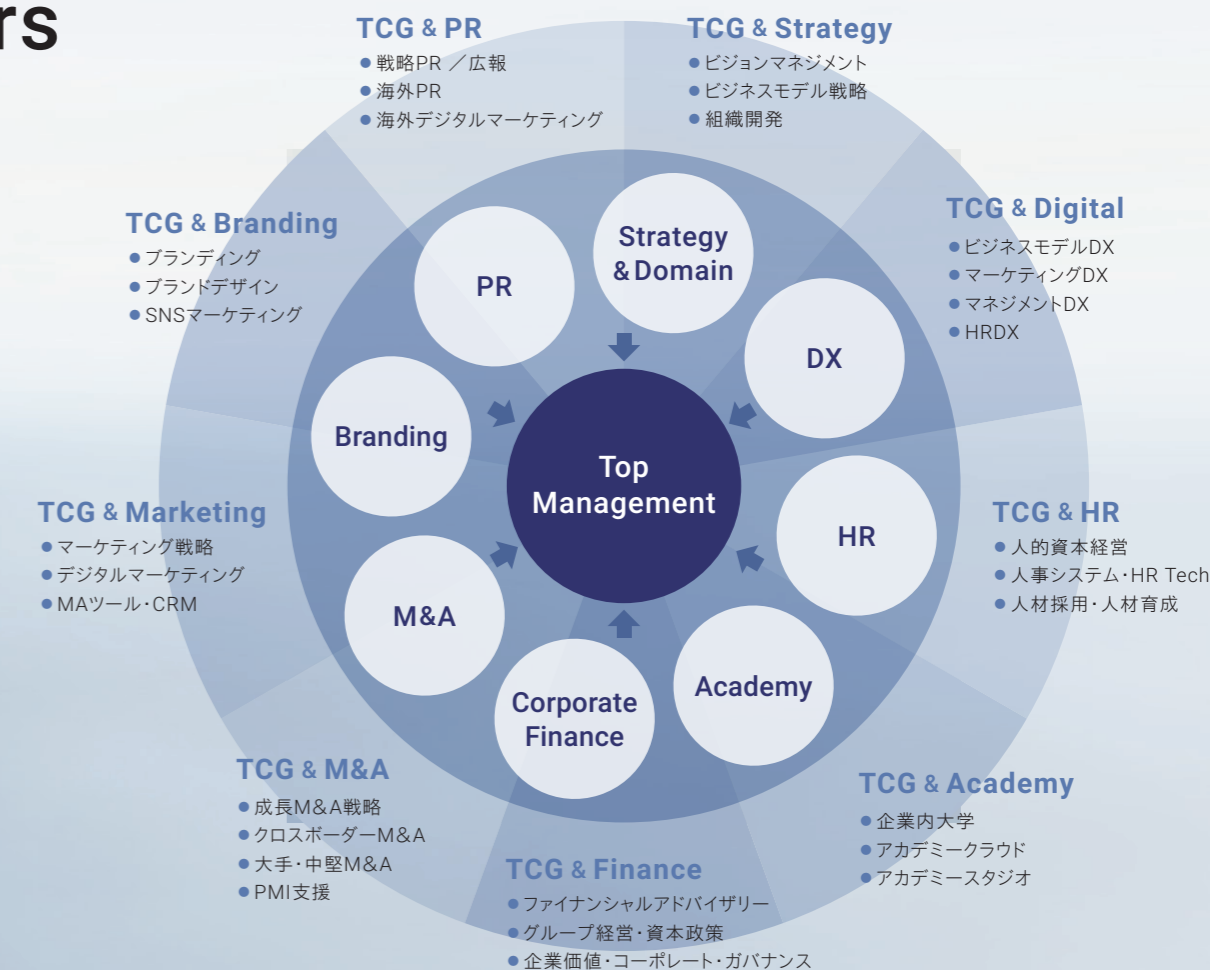 rs
TCG & PR
● 戦略PR ／広報
● 海外PR
● 海外デジタルマーケティング
TCG & Strategy
● ビジョンマネジメント
● ビジネスモデル戦略
● 組織開発
TCG & Branding
● ブランディング
● ブランドデザイン
● SNSマーケティング
TCG & Digital
● ビジネスモデルDX
● マーケティングDX
● マネジメントDX
● HRDX
PR
Strategy
& Domain
DX
Branding
Top
Management
HR
M&A
Corporate
Finance
Academy
TCG & Marketing
● マーケティング戦略
● デジタルマーケティング
● MAツール・CRM
TCG & HR
● 人的資本経営
● 人事システム・HR Tech
● 人材採用・人材育成
TCG & M&A
● 成長M&A戦略
● クロスボーダーM&A
● 大手・中堅M&A
● PMI支援
TCG & Finance
● ファイナンシャルアドバイザリー
● グループ経営・資本政策
● 企業価値・コーポレート・ガバナンス
TCG & Academy
● 企業内大学
● アカデミークラウド
● アカデミースタジオ